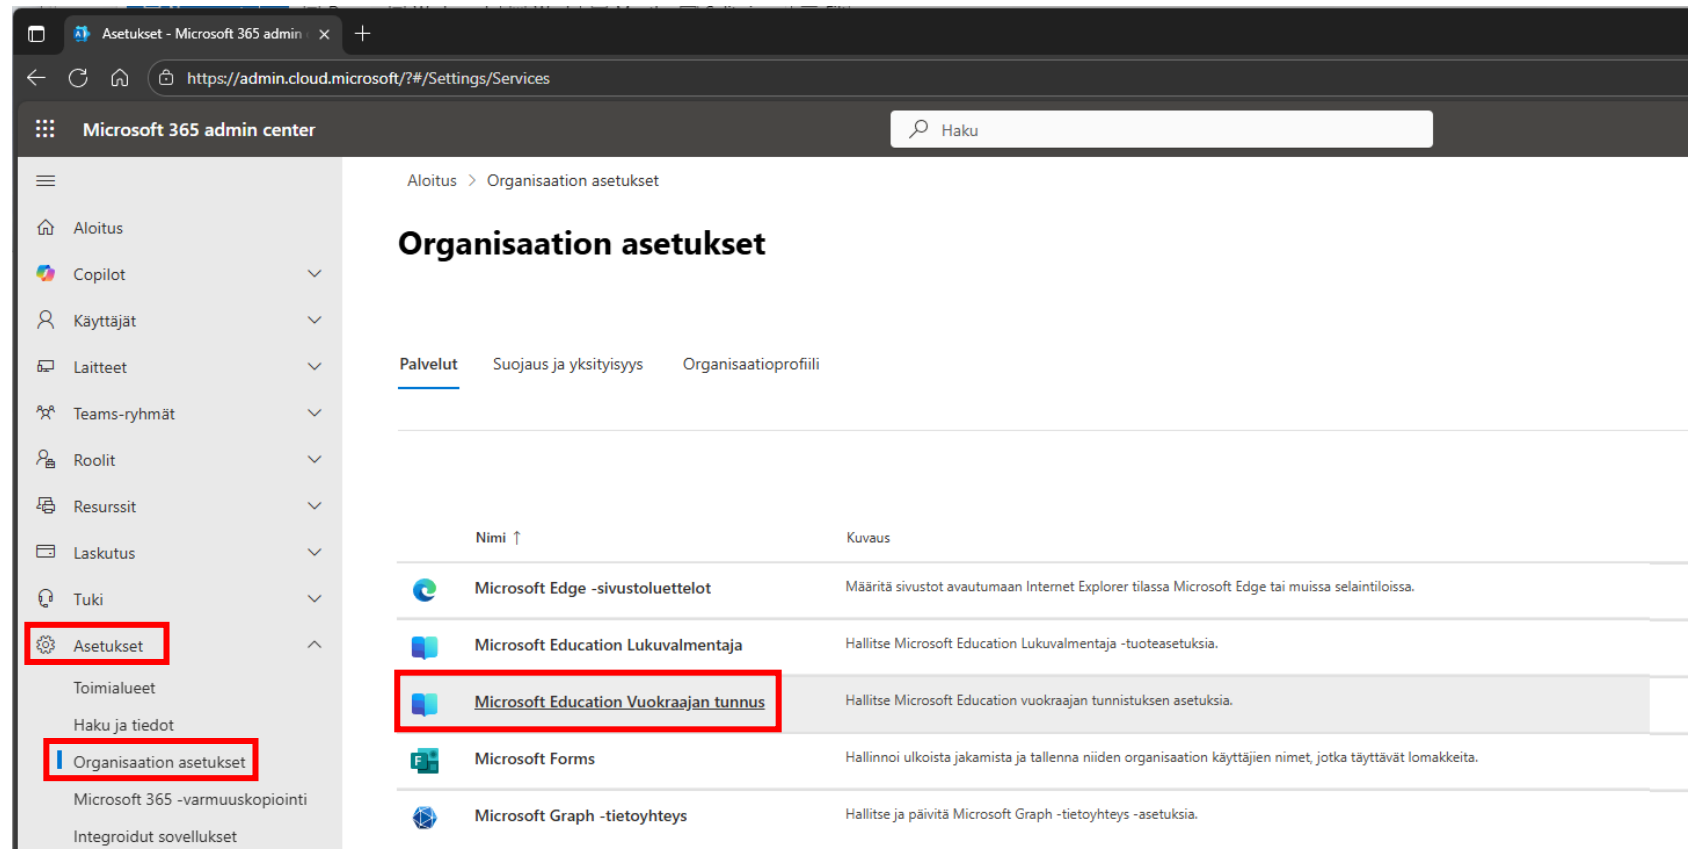 Asetukset - Microsoft 365 admin
https://admin.cloud.microsoft/?#/Settings/Services
Microsoft 365 admin center
Haku
Aloitus > Organisaation asetukset
Aloitus
Copilot
Käyttäjät
Laitteet
Teams-ryhmät
Roolit
Resurssit
Laskutus
Tuki
Asetukset
Toimialueet
Haku ja tiedot
Organisaation asetukset
Microsoft 365 -varmuuskopiointi
Integroidut sovellukset
Organisaation asetukset
Palvelut Suojaus ja yksityisyys Organisaatioprofiili
Nimi ↑ Kuvaus
Microsoft Edge -sivustoluettelot Määritä sivustot avautumaan Internet Explorer tilassa Microsoft Edge tai muissa selaintiloissa.
Microsoft Education Lukuvalmentaja Hallitse Microsoft Education Lukuvalmentaja -tuoteasetuksia.
Microsoft Education Vuokraajan tunnus Hallitse Microsoft Education vuokraajan tunnistuksen asetuksia.
Microsoft Forms Hallinnoi ulkoista jakamista ja tallenna niiden organisaation käyttäjien nimet, jotka täyttävät lomakkeita.
Microsoft Graph -tietoyhteys Hallitse ja päivitä Microsoft Graph -tietoyhteys -asetuksia.